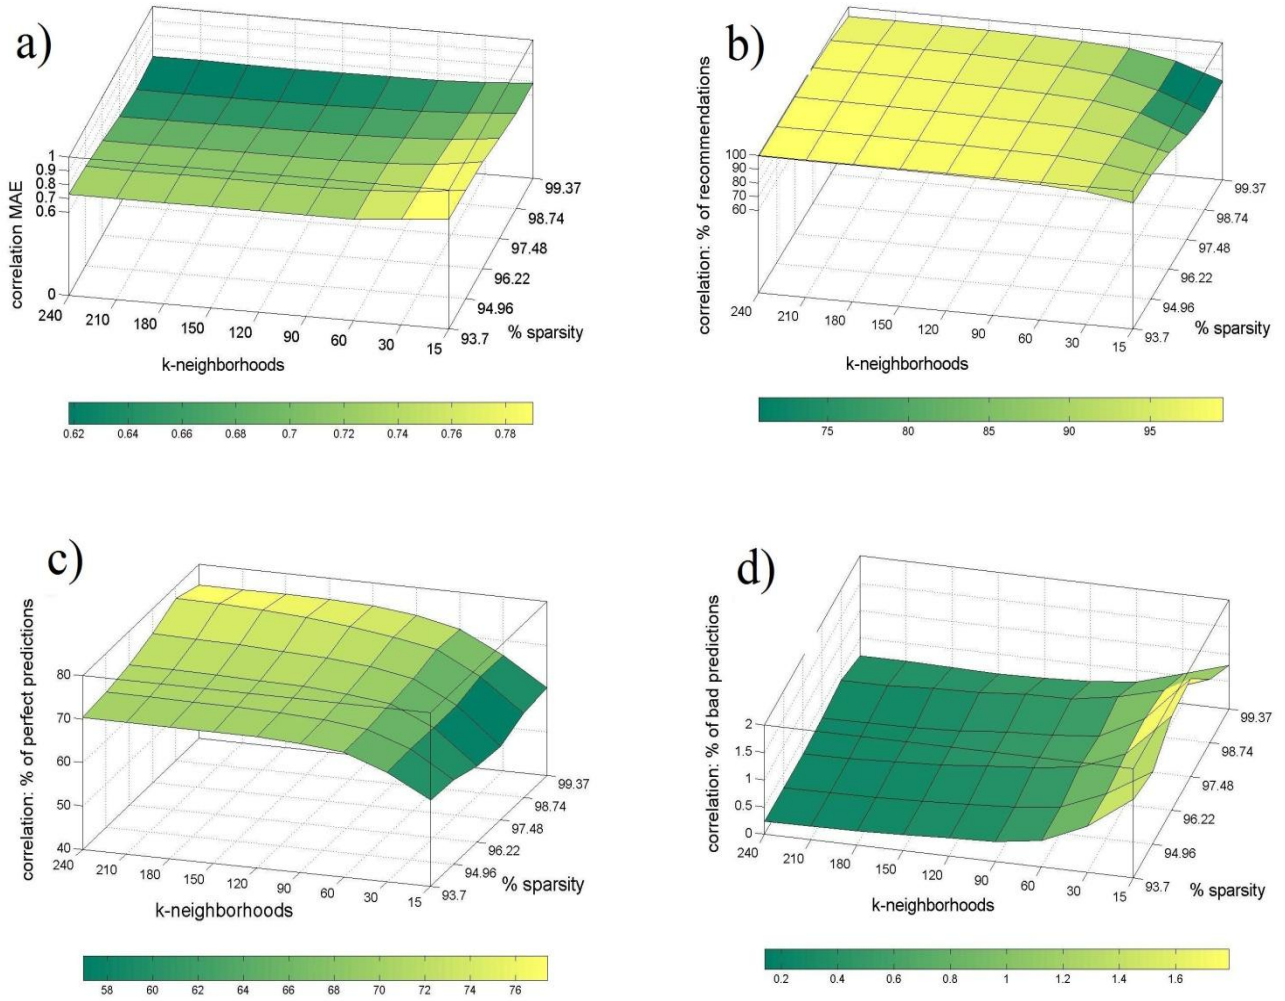 a)
correlation MAE
1
0.9
0.8
0.7
0.6
0
240 210 180 150 120 90 60 30 15
k-neighborhoods
99.37
98.74
97.48
96.22
94.96
93.7
% sparsity
0.62 0.64 0.66 0.68 0.7 0.72 0.74 0.76 0.78
b)
correlation: % of recommendations
100
90
80
70
60
240 210 180 150 120 90 60 30 15
k-neighborhoods
99.37
98.74
97.48
96.22
94.96
93.7
% sparsity
75 80 85 90 95
c)
correlation: % of perfect predictions
80
70
60
50
40
240 210 180 150 120 90 60 30 15
k-neighborhoods
99.37
98.74
97.48
96.22
94.96
93.7
% sparsity
58 60 62 64 66 68 70 72 74 76
d)
correlation: % of bad predictions
2
1.5
1
0.5
0
240 210 180 150 120 90 60 30 15
k-neighborhoods
99.37
98.74
97.48
96.22
94.96
93.7
% sparsity
0.2 0.4 0.6 0.8 1 1.2 1.4 1.6